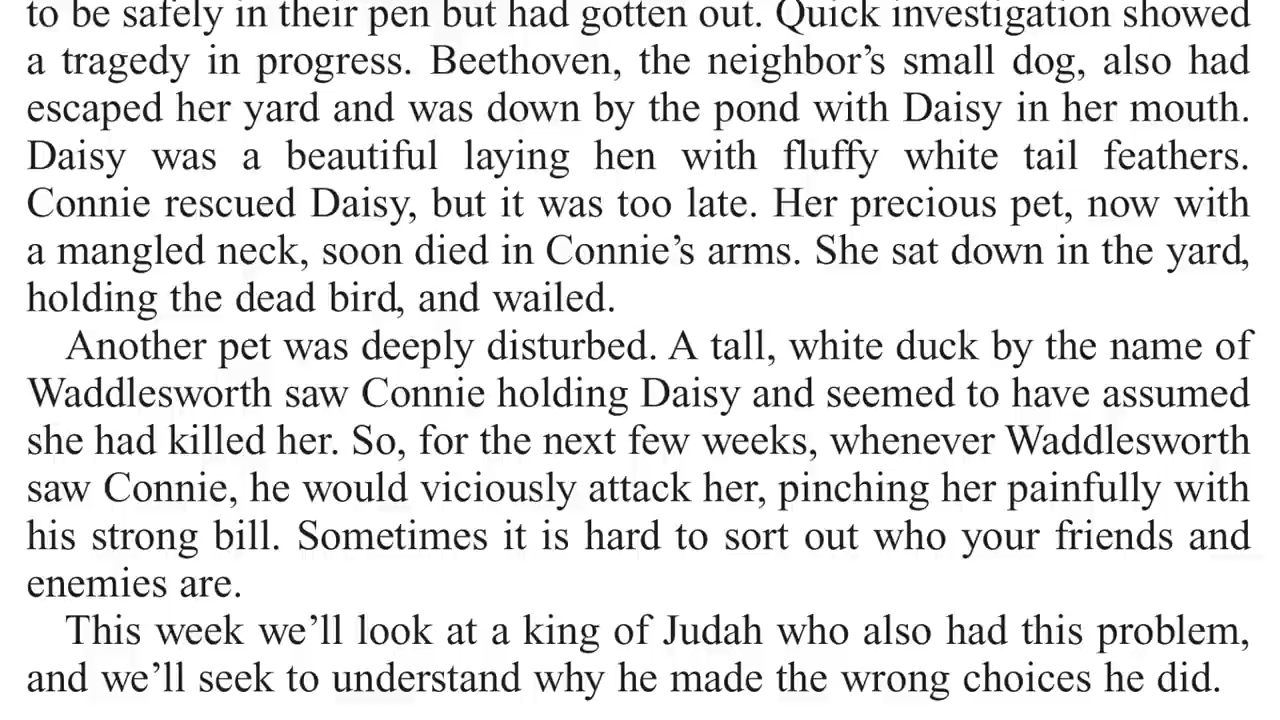 to be safely in their pen but had gotten out. Quick investigation showed
a tragedy in progress. Beethoven, the neighbor’s small dog, also had
escaped her yard and was down by the pond with Daisy in her mouth.
Daisy was a beautiful laying hen with fluffy white tail feathers.
Connie rescued Daisy, but it was too late. Her precious pet, now with
a mangled neck, soon died in Connie’s arms. She sat down in the yard,
holding the dead bird, and wailed.
Another pet was deeply disturbed. A tall, white duck by the name of
Waddlesworth saw Connie holding Daisy and seemed to have assumed
she had killed her. So, for the next few weeks, whenever Waddlesworth
saw Connie, he would viciously attack her, pinching her painfully with
his strong bill. Sometimes it is hard to sort out who your friends and
enemies are.
This week we’ll look at a king of Judah who also had this problem,
and we’ll seek to understand why he made the wrong choices he did.